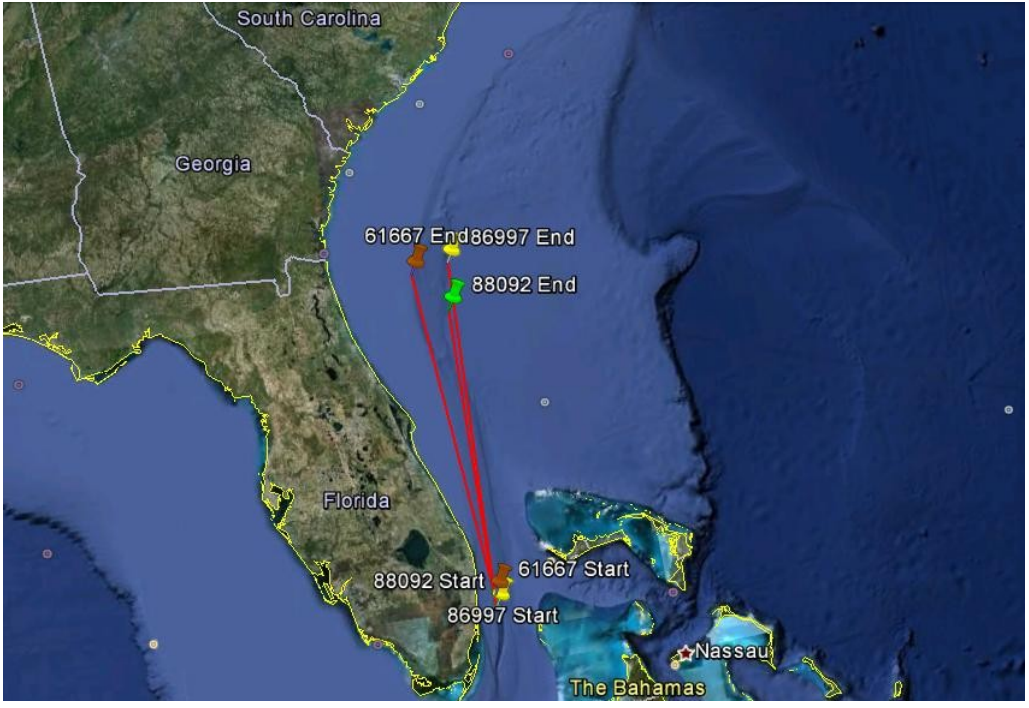 South Carolina
Georgia
61667 End
86997 End
88092 End
Florida
61667 Start
88092 Start
86997 Start
Nassau
The Bahamas